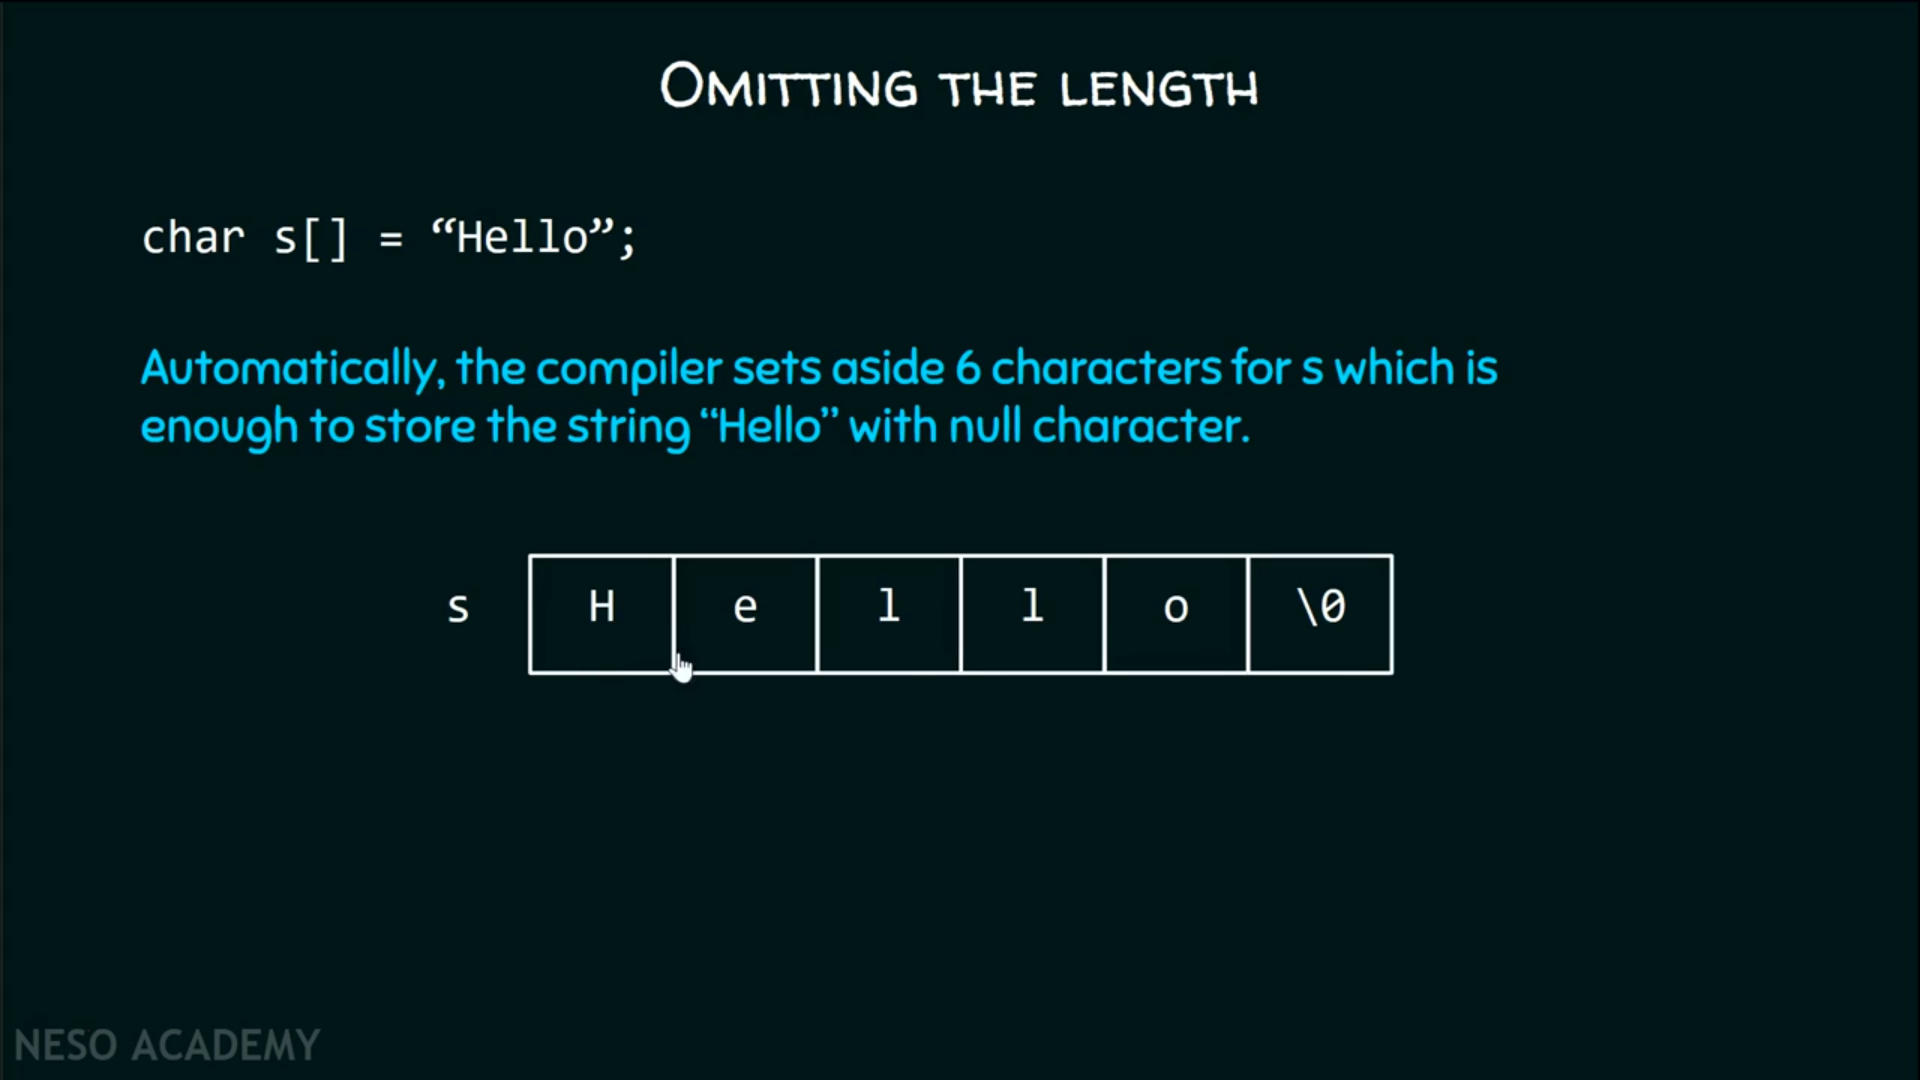 OMITTING THE LENGTH
char s[] = “Hello”;
Automatically, the compiler sets aside 6 characters for s which is
enough to store the string “Hello” with null character.
s H e l l o \0
NESO ACADEMY